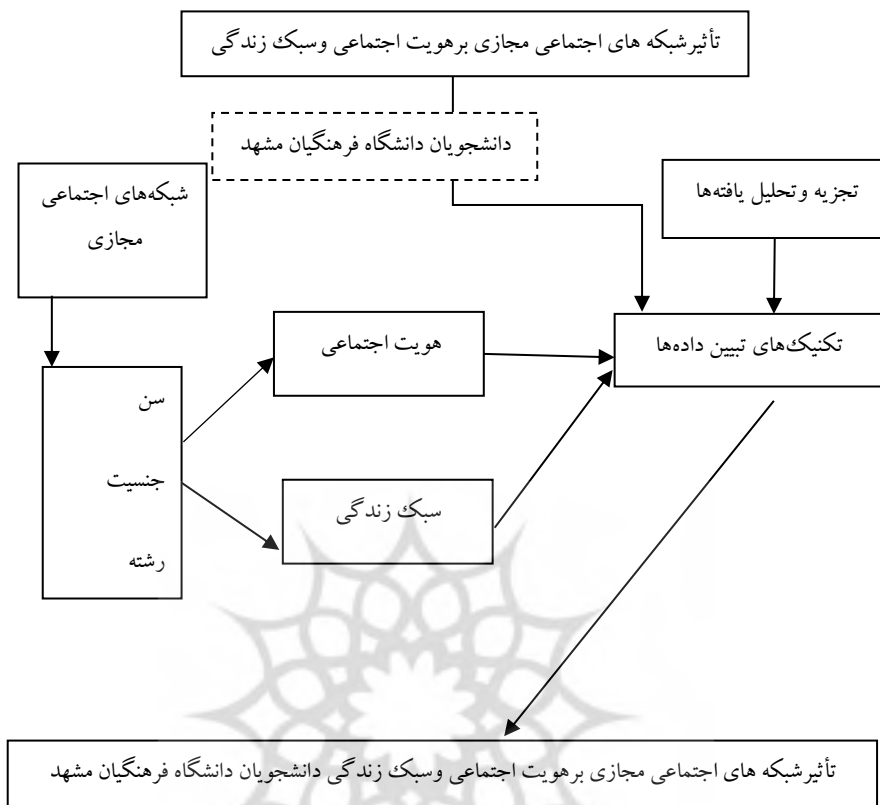 تأثیرشبکه های اجتماعی مجازی برهویت اجتماعی وسبک زندگی
دانشجویان دانشگاه فرهنگیان مشهد
تجزیه وتحلیل یافته‌ها
شبکه‌های اجتماعی
مجازی
تکنیک‌های تبیین داده‌ها
هویت اجتماعی
سن
جنسیت
رشته
سبک زندگی
تأثیرشبکه های اجتماعی مجازی برهویت اجتماعی وسبک زندگی دانشجویان دانشگاه فرهنگیان مشهد